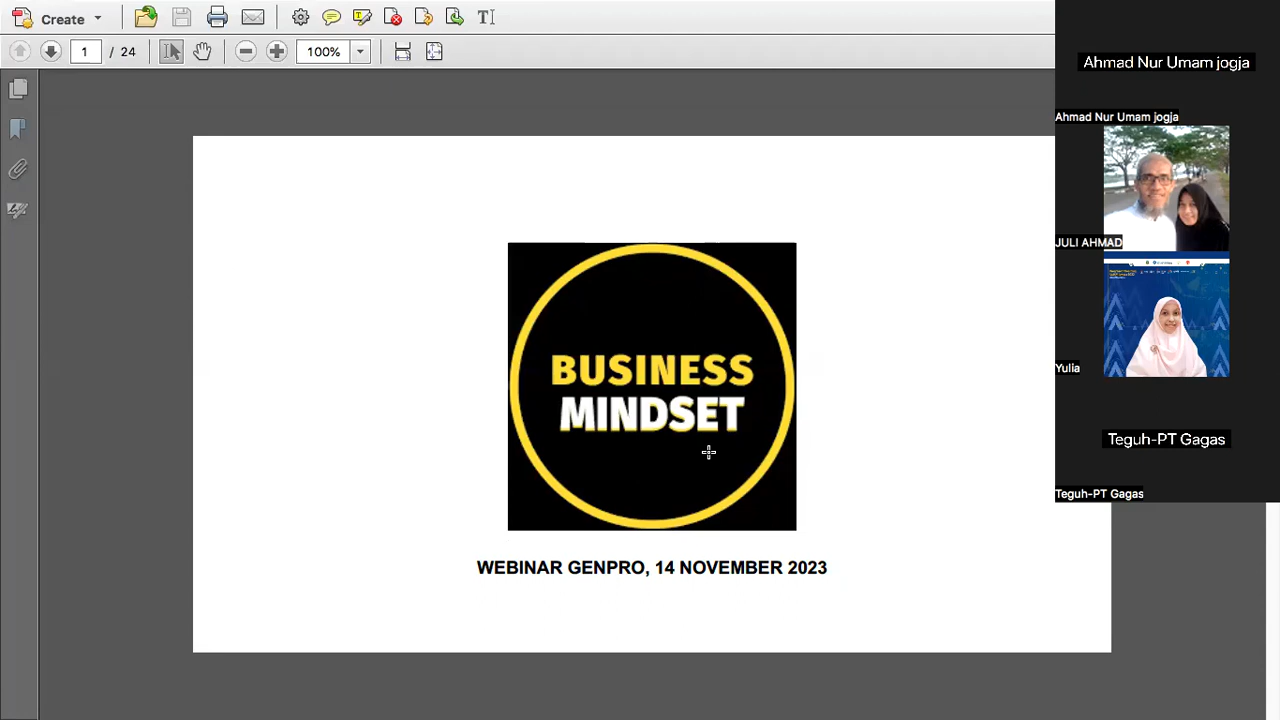 Create
1 / 24
100%
BUSINESS
MINDSET
WEBINAR GENPRO, 14 NOVEMBER 2023
Ahmad Nur Umam jogja
Ahmad Nur Umam jogja
JULI AHMAD
Yulia
Teguh-PT Gagas
Teguh-PT Gagas